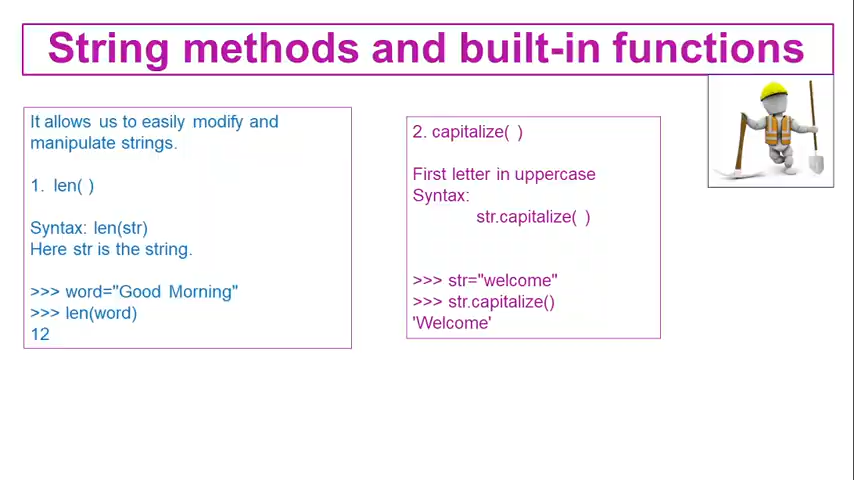 String methods and built-in functions
It allows us to easily modify and
manipulate strings.
1. len( )
Syntax: len(str)
Here str is the string.
>>> word="Good Morning"
>>> len(word)
12
2. capitalize( )
First letter in uppercase
Syntax:
str.capitalize( )
>>> str="welcome"
>>> str.capitalize()
'Welcome'